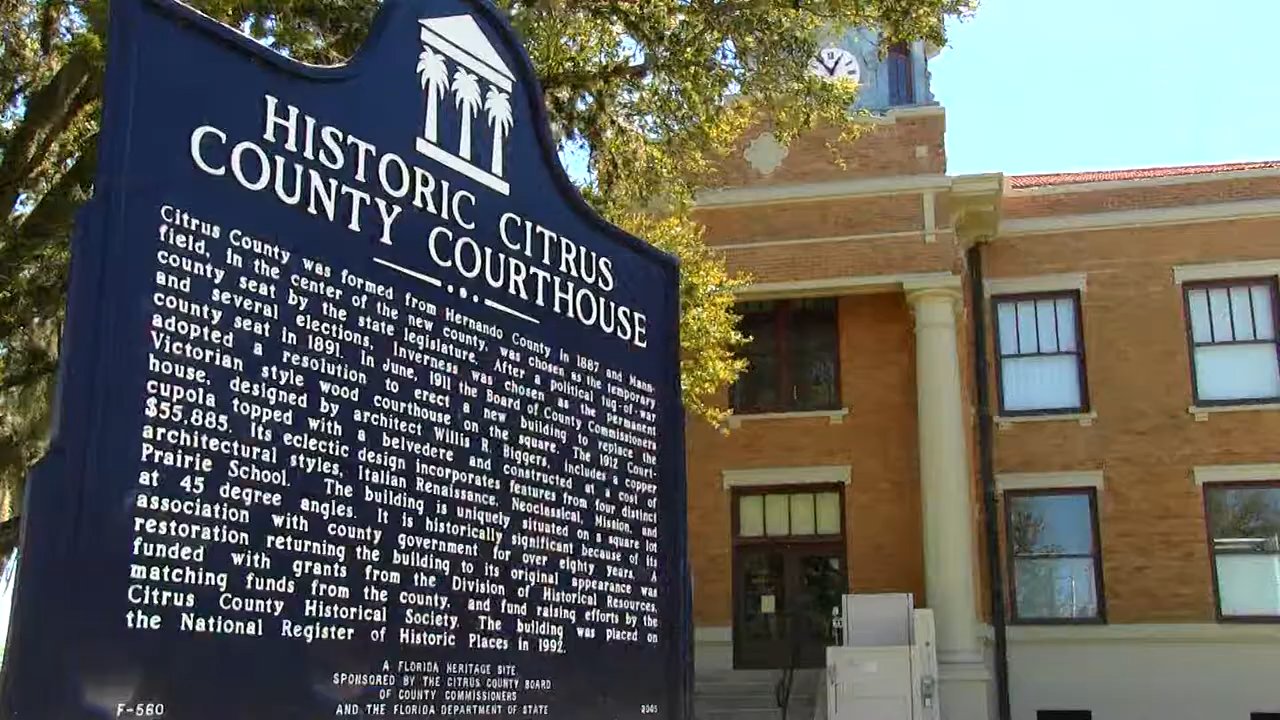 HISTORIC CITRUS
COUNTY COURTHOUSE
Citrus County was formed from Hernando County in 1887 and Mann-
field, in the center of the new county, was chosen as the temporary
county seat by the state legislature. After a political tug-of-war
and several elections, Inverness was chosen as the permanent
county seat in 1891. In June, 1911 the Board of County Commissioners
adopted a resolution to erect a new building to replace the
Victorian style wood courthouse on the square. The 1912 Court-
house, designed by architect Willis R. Biggers, includes a copper
cupola topped with a belvedere and constructed at a cost of
$55,885. Its eclectic design incorporates features from four distinct
architectural styles, Italian Renaissance, Neoclassical, Mission, and
Prairie School. The building is uniquely situated on a square lot
at 45 degree angles. It is historically significant because of its
association with county government for over eighty years. A
restoration returning the building to its original appearance was
funded with grants from the Division of Historical Resources,
matching funds from the county, and fund raising efforts by the
Citrus County Historical Society. The building was placed on
the National Register of Historic Places in 1992.
A FLORIDA HERITAGE SITE
SPONSORED BY THE CITRUS COUNTY BOARD
OF COUNTY COMMISSIONERS
AND THE FLORIDA DEPARTMENT OF STATE
F-560